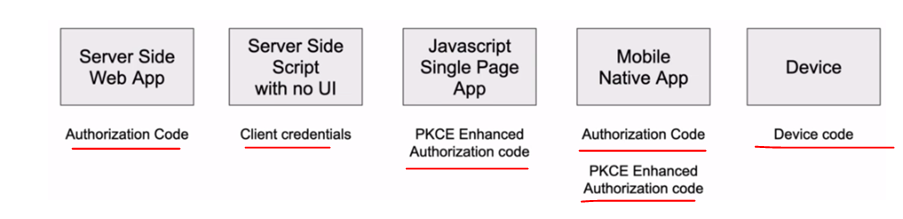 Server Side
Web App
Server Side
Script
with no UI
Javascript
Single Page
App
Mobile
Native App
Device
Authorization Code
Client credentials
PKCE Enhanced
Authorization code
Authorization Code
PKCE Enhanced
Authorization code
Device code